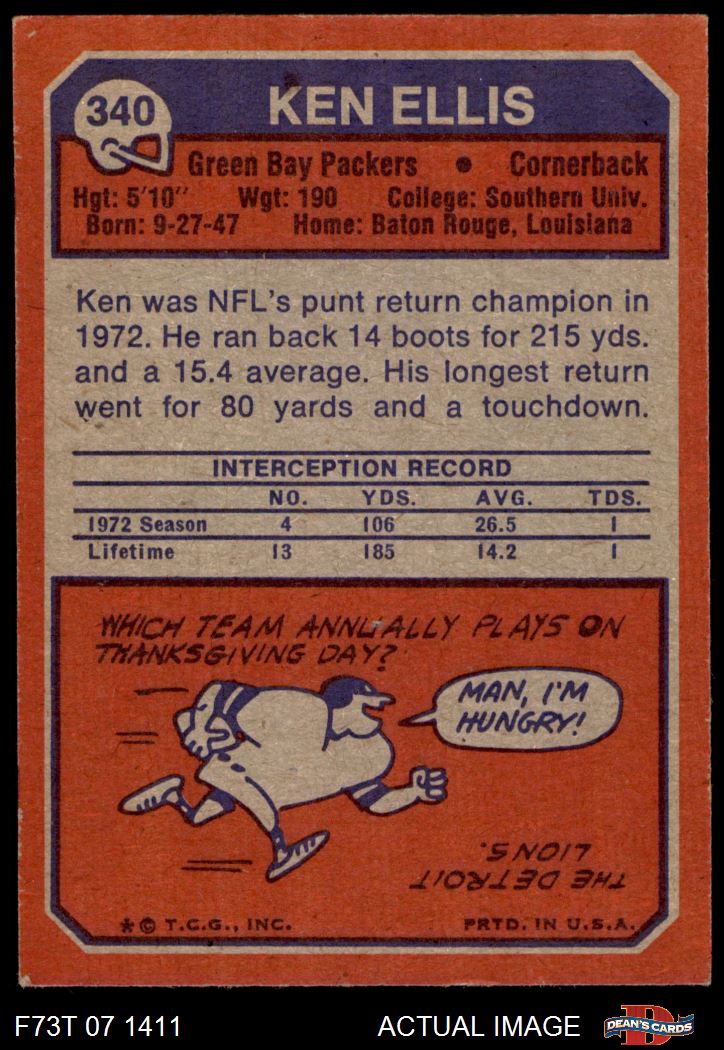 340
KEN ELLIS
Green Bay Packers • Cornerback
Hgt: 5'10" Wgt: 190 College: Southern Univ.
Born: 9-27-47 Home: Baton Rouge, Louisiana
Ken was NFL's punt return champion in
1972. He ran back 14 boots for 215 yds.
and a 15.4 average. His longest return
went for 80 yards and a touchdown.
INTERCEPTION RECORD
NO. YDS. AVG. TDS.
1972 Season 4 106 26.5 1
Lifetime 13 185 14.2 1
WHICH TEAM ANNUALLY PLAYS ON
THANKSGIVING DAY?
MAN, I'M
HUNGRY!
THE DETROIT
LIONS.
* © T.C.G., INC. PRTD. IN U.S.A.
F73T 07 1411 ACTUAL IMAGE D DEAN'S CARDS